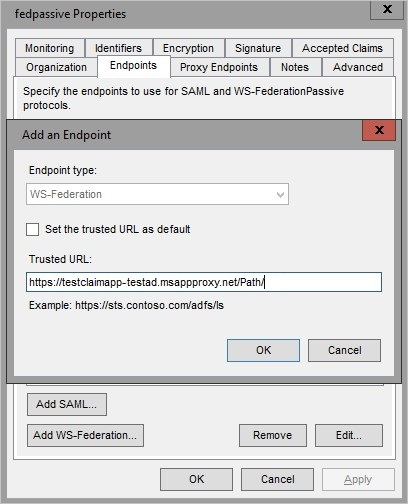 fedpassive Properties
X
Monitoring Identifiers Encryption Signature Accepted Claims
Organization Endpoints Proxy Endpoints Notes Advanced
Specify the endpoints to use for SAML and WS-FederationPassive
protocols.
Add an Endpoint
X
Endpoint type:
WS-Federation
Set the trusted URL as default
Trusted URL:
https://testclaimapp-testad.msappproxy.net/Path/
Example: https://sts.contoso.com/adfs/ls
OK Cancel
Add SAML...
Add WS-Federation... Remove Edit...
OK Cancel Apply